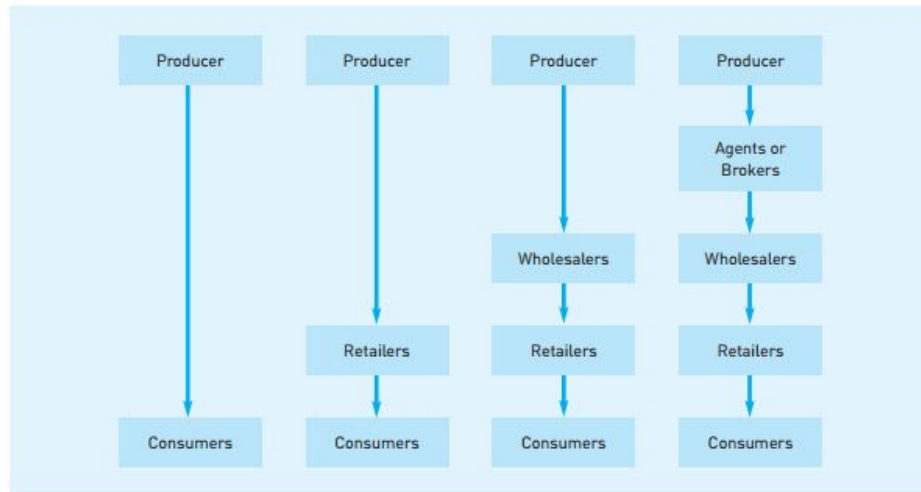 Producer
Producer
Producer
Producer
Agents or
Brokers
Wholesalers
Wholesalers
Retailers
Retailers
Retailers
Consumers
Consumers
Consumers
Consumers